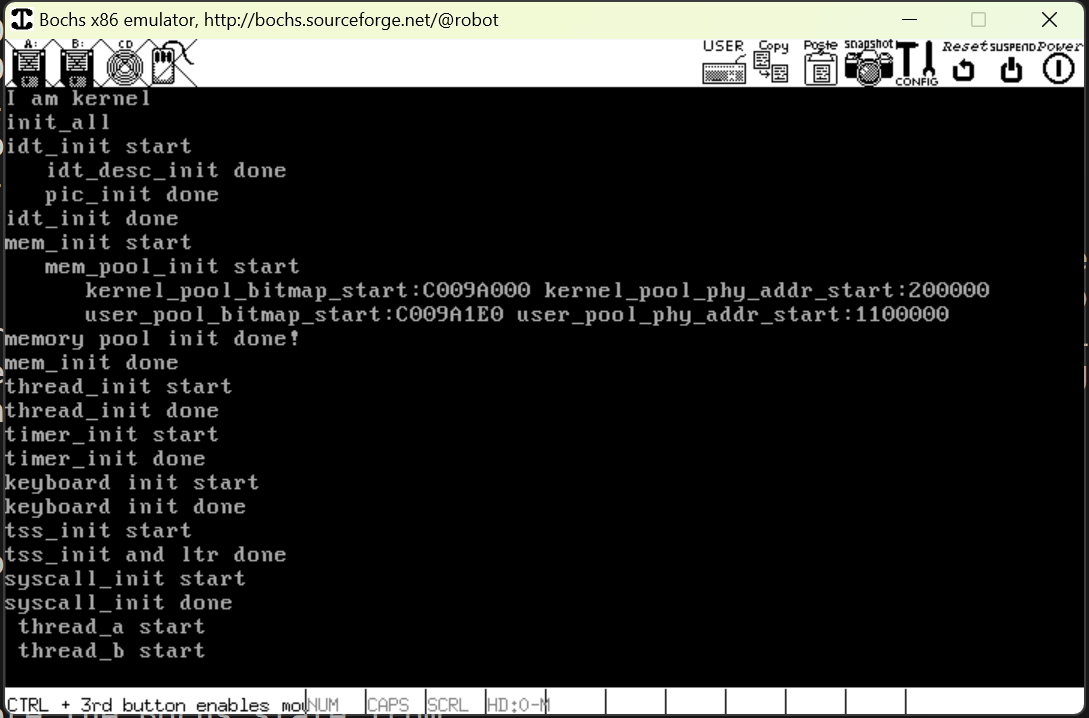 Bochs x86 emulator, http://bochs.sourceforge.net/@robot
A: B: CD USER Copy Paste snapshot CONFIG Reset SUSPEND Power
I am kernel
init_all
idt_init start
idt_desc_init done
pic_init done
idt_init done
mem_init start
mem_pool_init start
kernel_pool_bitmap_start:C009A000 kernel_pool_phy_addr_start:200000
user_pool_bitmap_start:C009A1E0 user_pool_phy_addr_start:1100000
memory pool init done!
mem_init done
thread_init start
thread_init done
timer_init start
timer_init done
keyboard init start
keyboard init done
tss_init start
tss_init and ltr done
syscall_init start
syscall_init done
thread_a start
thread_b start
CTRL + 3rd button enables mou NUM CAPS SCRL HD:0-M